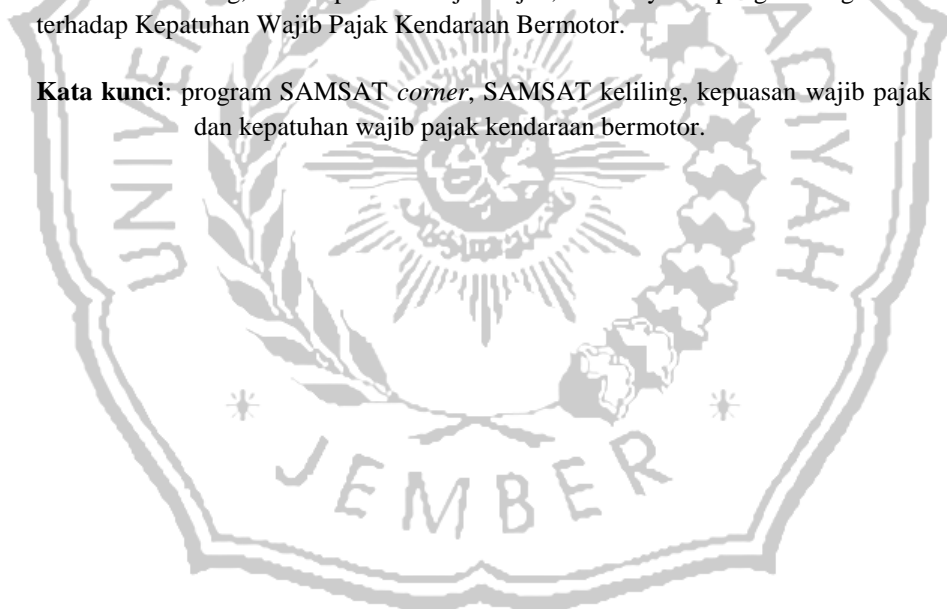 terhadap Kepatuhan Wajib Pajak Kendaraan Bermotor.
Kata kunci: program SAMSAT corner, SAMSAT keliling, kepuasan wajib pajak
dan kepatuhan wajib pajak kendaraan bermotor.
JEMBER